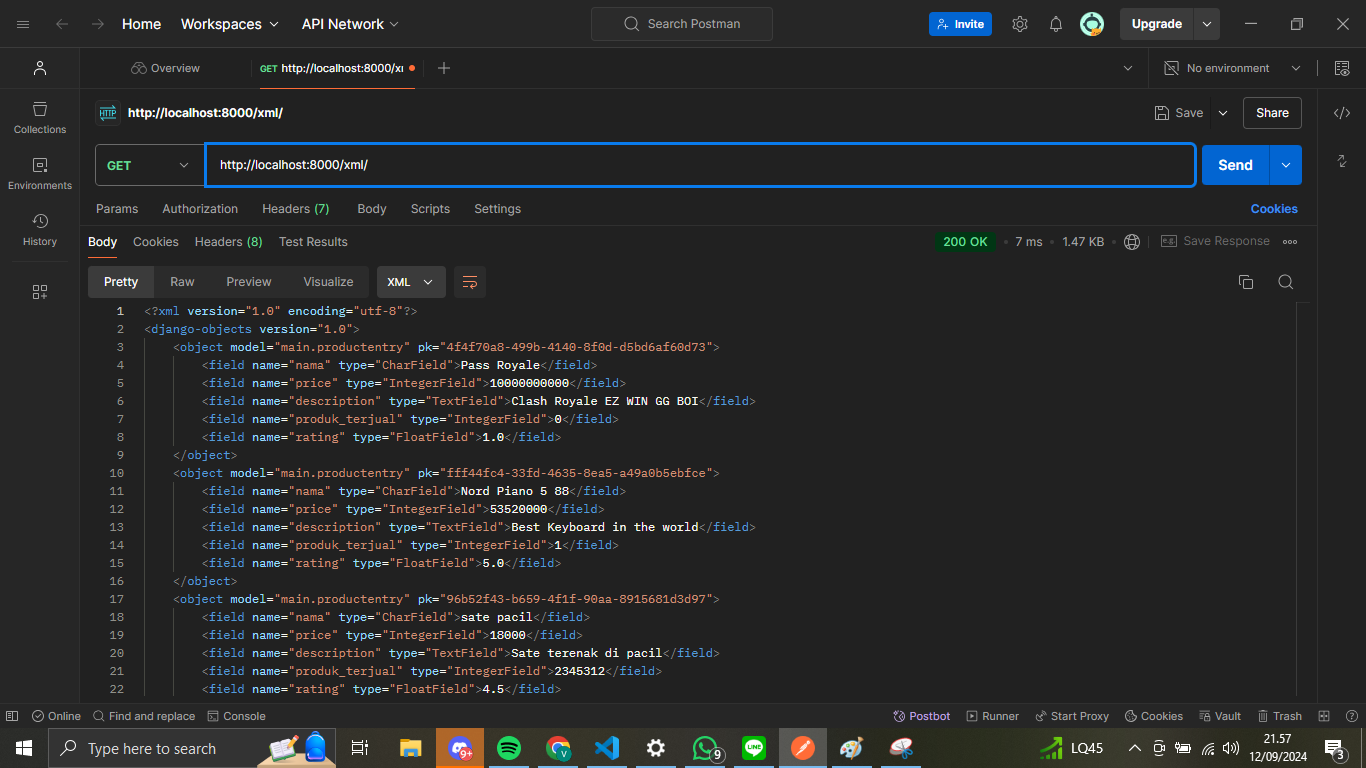 Home Workspaces API Network Search Postman Invite Upgrade
Overview GET http://localhost:8000/x No environment
HTTP http://localhost:8000/xml/ Save Share
Collections
GET http://localhost:8000/xml/ Send
Environments
Params Authorization Headers (7) Body Scripts Settings Cookies
History
Body Cookies Headers (8) Test Results 200 OK 7 ms 1.47 KB e.g. Save Response
Pretty Raw Preview Visualize XML
1 <?xml version="1.0" encoding="utf-8"?>
2 <django-objects version="1.0">
3 <object model="main.productentry" pk="4f4f70a8-499b-4140-8f0d-d5bd6af60d73">
4 <field name="nama" type="CharField">Pass Royale</field>
5 <field name="price" type="IntegerField">10000000000</field>
6 <field name="description" type="TextField">Clash Royale EZ WIN GG BOI</field>
7 <field name="produk_terjual" type="IntegerField">0</field>
8 <field name="rating" type="FloatField">1.0</field>
9 </object>
10 <object model="main.productentry" pk="fff44fc4-33fd-4635-8ea5-a49a0b5ebfce">
11 <field name="nama" type="CharField">Nord Piano 5 88</field>
12 <field name="price" type="IntegerField">53520000</field>
13 <field name="description" type="TextField">Best Keyboard in the world</field>
14 <field name="produk_terjual" type="IntegerField">1</field>
15 <field name="rating" type="FloatField">5.0</field>
16 </object>
17 <object model="main.productentry" pk="96b52f43-b659-4f1f-90aa-8915681d3d97">
18 <field name="nama" type="CharField">sate pacil</field>
19 <field name="price" type="IntegerField">18000</field>
20 <field name="description" type="TextField">Sate terenak di pacil</field>
21 <field name="produk_terjual" type="IntegerField">2345312</field>
22 <field name="rating" type="FloatField">4.5</field>
Online Find and replace Console Postbot Runner Start Proxy Cookies Vault Trash
Type here to search 9+ V 9 LINE LQ45 21.57
12/09/2024 3